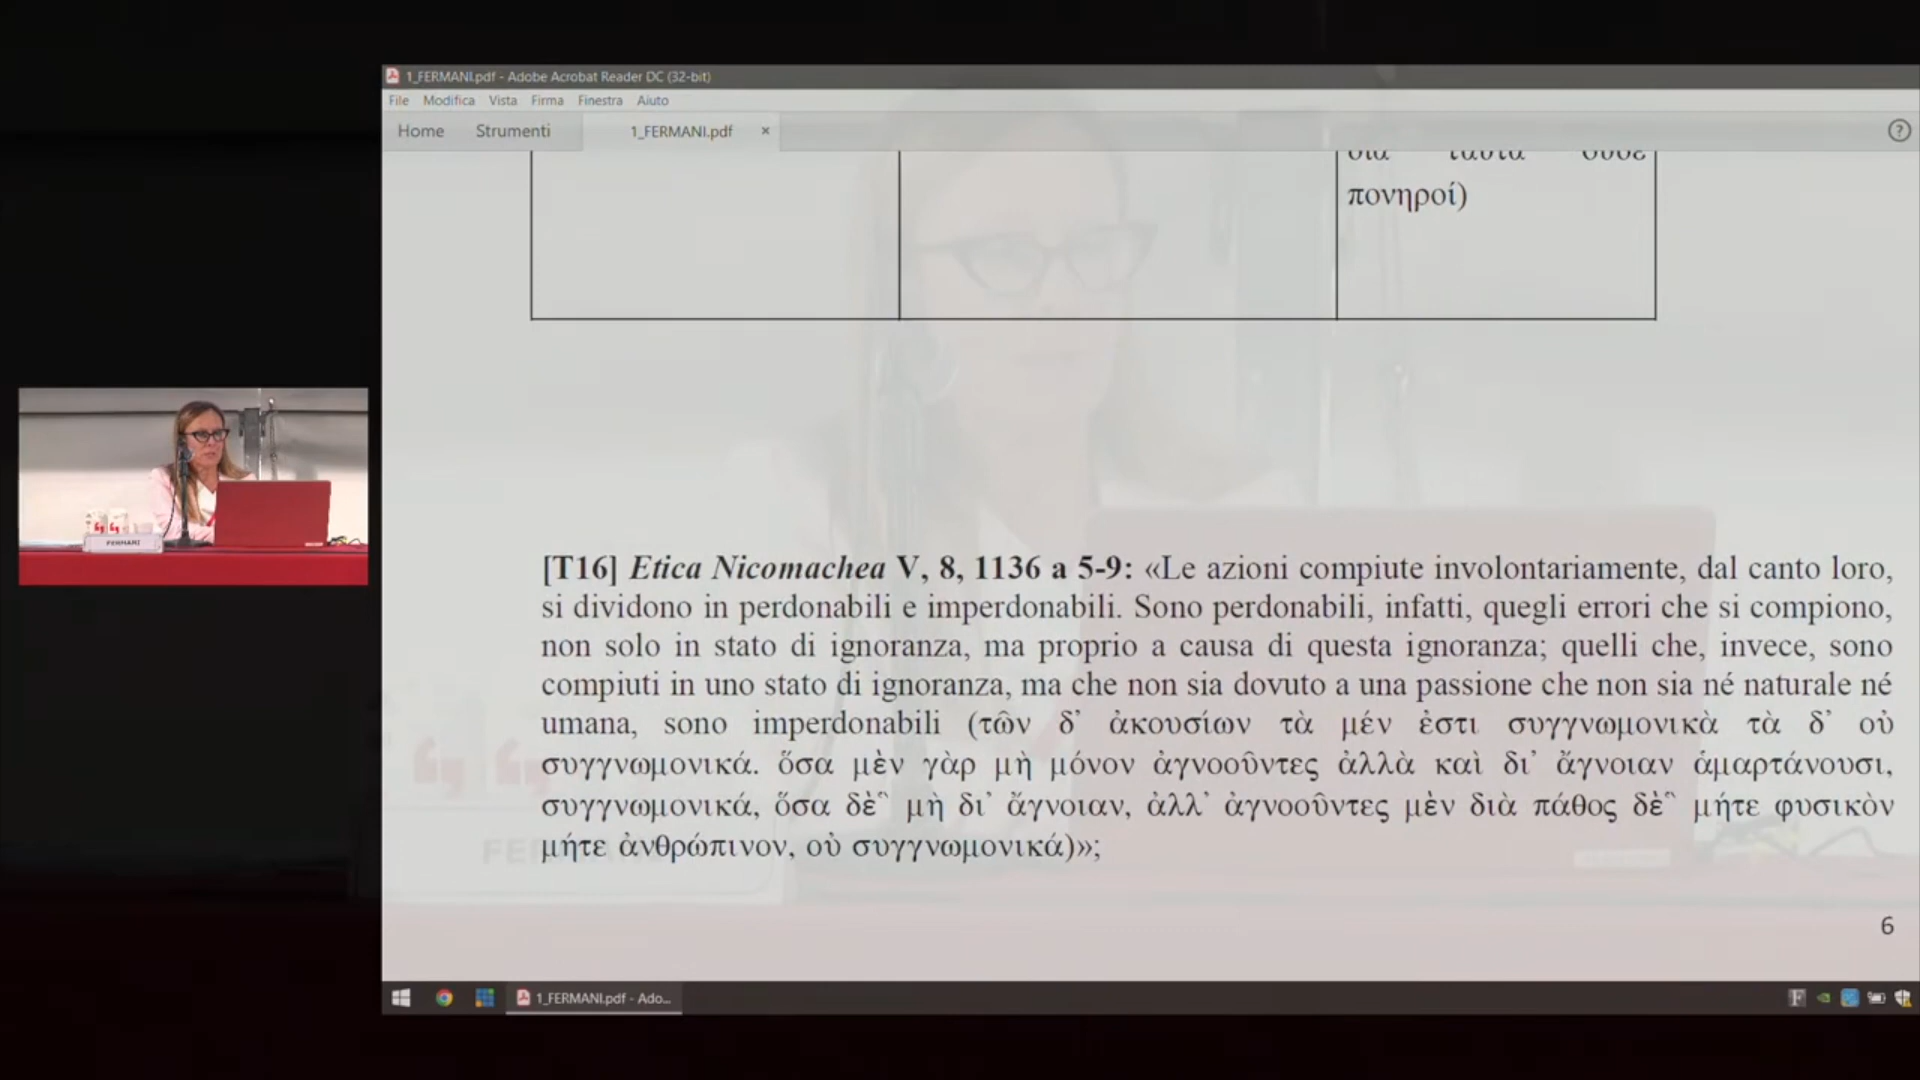 1_FERMANI.pdf - Adobe Acrobat Reader DC (32-bit)
File Modifica Vista Firma Finestra Aiuto
Home Strumenti 1_FERMANI.pdf ×
διὰ ταῦτα οὐδὲ
πονηροί)
FERMANI
[T16] Etica Nicomachea V, 8, 1136 a 5-9: «Le azioni compiute involontariamente, dal canto loro,
si dividono in perdonabili e imperdonabili. Sono perdonabili, infatti, quegli errori che si compiono,
non solo in stato di ignoranza, ma proprio a causa di questa ignoranza; quelli che, invece, sono
compiuti in uno stato di ignoranza, ma che non sia dovuto a una passione che non sia né naturale né
umana, sono imperdonabili (τῶν δ᾽ ἀκουσίων τὰ μέν ἐστι συγγνωμονικὰ τὰ δ᾽ οὐ
συγγνωμονικά. ὅσα μὲν γὰρ μὴ μόνον ἀγνοοῦντες ἀλλὰ καὶ δι᾽ ἄγνοιαν ἁμαρτάνουσι,
συγγνωμονικά, ὅσα δὲ῍ μὴ δι᾽ ἄγνοιαν, ἀλλ᾽ ἀγνοοῦντες μὲν διὰ πάθος δὲ῍ μήτε φυσικὸν
μήτε ἀνθρώπινον, οὐ συγγνωμονικά)»;
6
1_FERMANI.pdf - Ado...